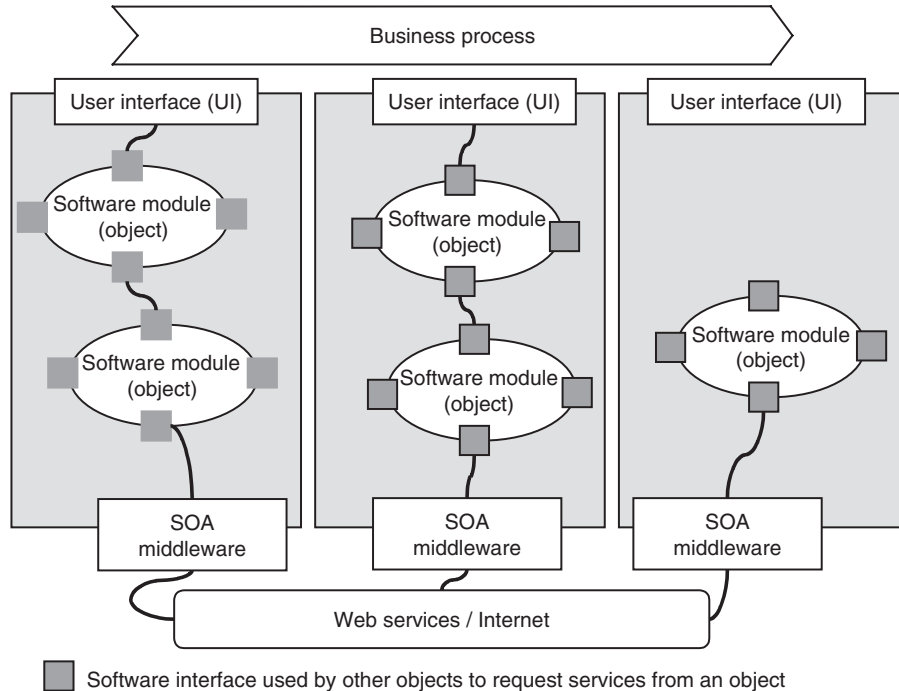 Business process
User interface (UI)
User interface (UI)
User interface (UI)
Software module
(object)
Software module
(object)
Software module
(object)
Software module
(object)
Software module
(object)
SOA
middleware
SOA
middleware
SOA
middleware
Web services / Internet
Software interface used by other objects to request services from an object